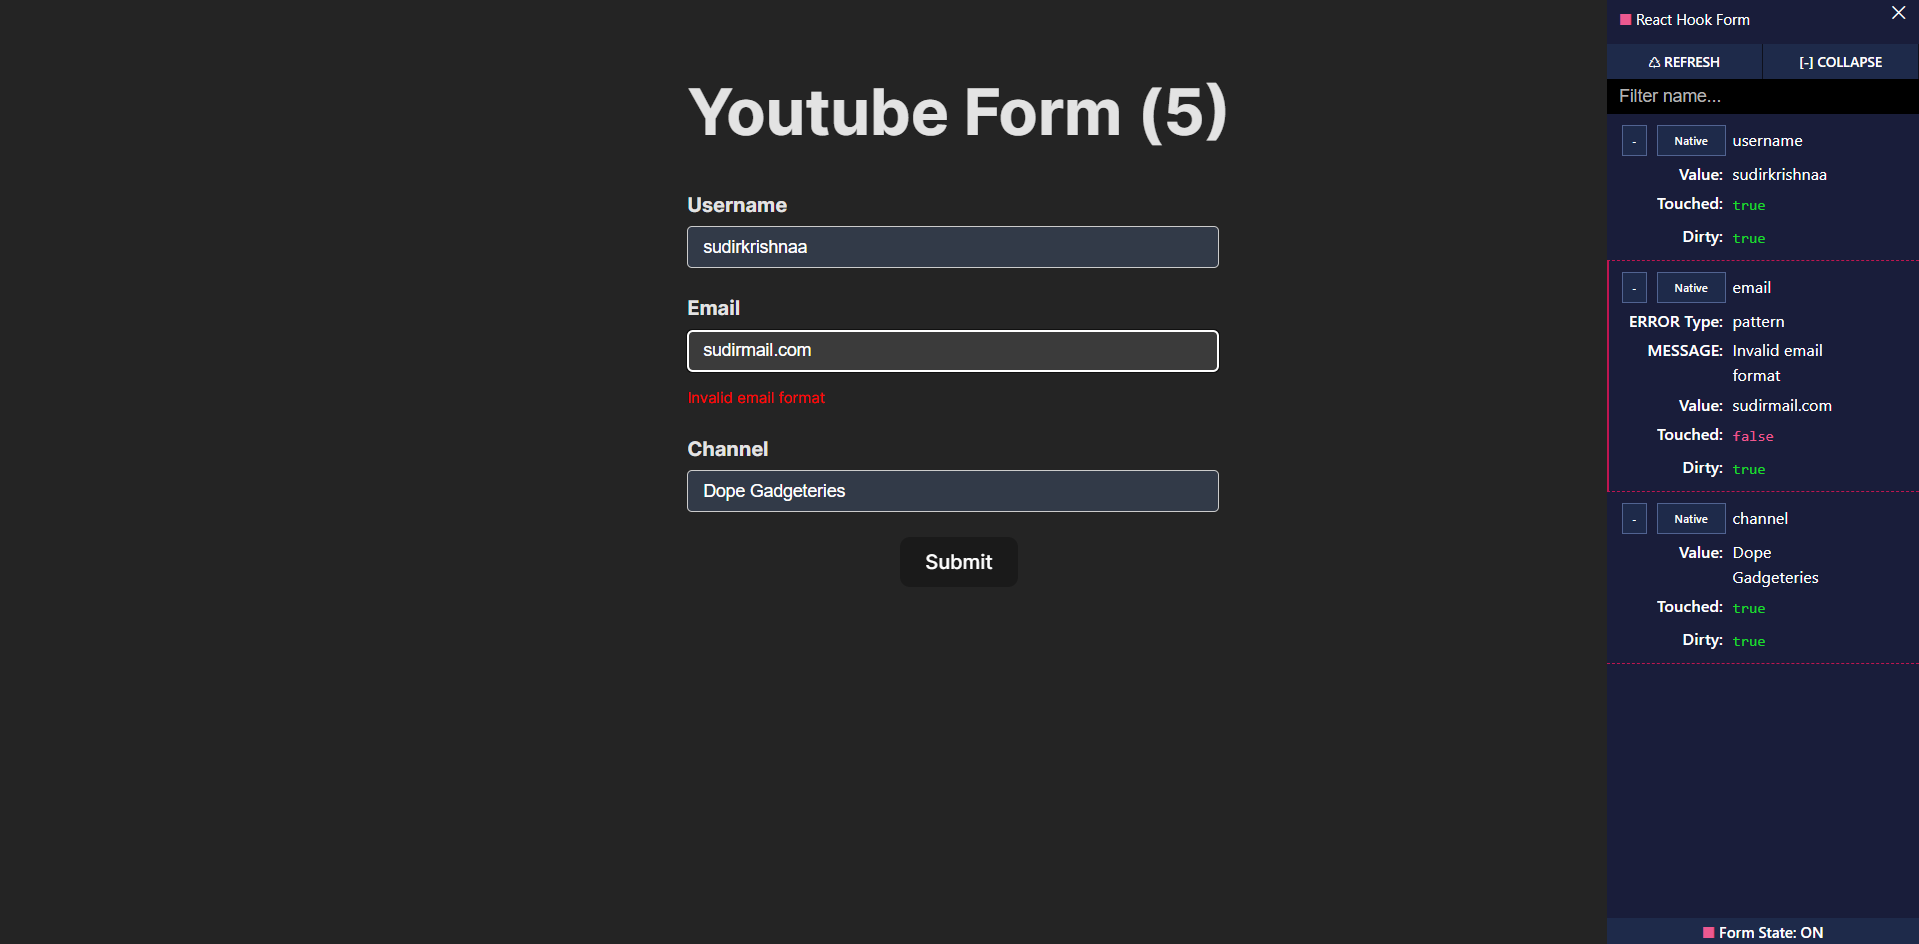 Youtube Form (5)
Username
sudirkrishnaa
Email
sudirmail.com
Invalid email format
Channel
Dope Gadgeteries
Submit
React Hook Form
♺ REFRESH
[-] COLLAPSE
Filter name...
- Native username
Value: sudirkrishnaa
Touched: true
Dirty: true
- Native email
ERROR Type: pattern
MESSAGE: Invalid email
format
Value: sudirmail.com
Touched: false
Dirty: true
- Native channel
Value: Dope
Gadgeteries
Touched: true
Dirty: true
Form State: ON